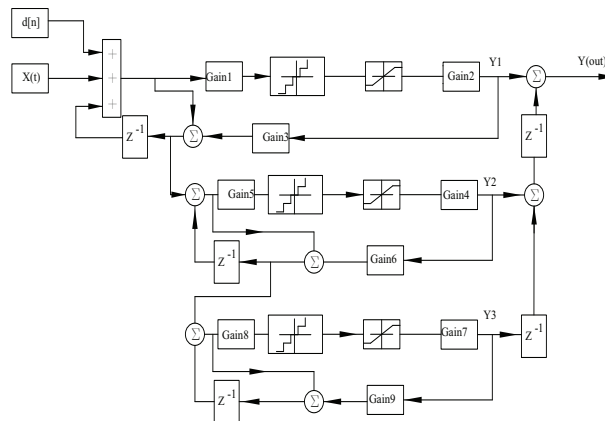 d[n]
X(t)
+
+
+
Gain1
Gain2
Y1
Σ
Y(out)
Z⁻¹
Σ
Gain3
Z⁻¹
Σ
Gain5
Gain4
Y2
Σ
Z⁻¹
Σ
Gain6
Σ
Gain8
Gain7
Y3
Z⁻¹
Z⁻¹
Σ
Gain9